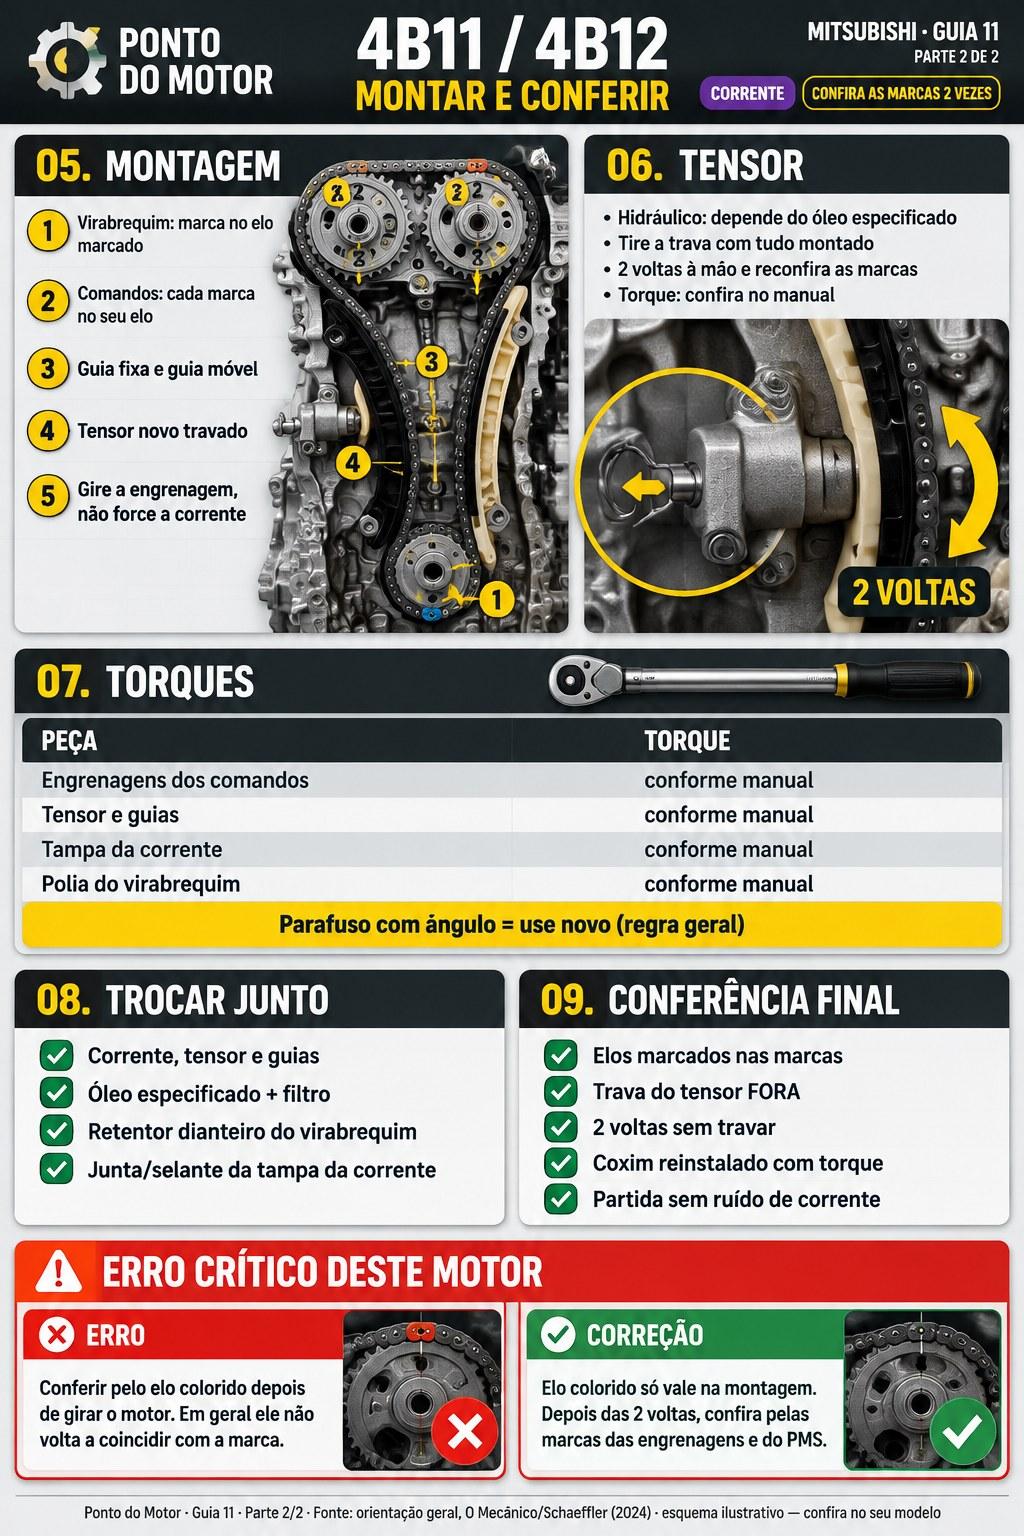 PONTO
DO MOTOR
4B11 / 4B12
MONTAR E CONFERIR
MITSUBISHI · GUIA 11
PARTE 2 DE 2
CORRENTE
CONFIRA AS MARCAS 2 VEZES
05. MONTAGEM
1
Virabrequim: marca no elo
marcado
2
Comandos: cada marca
no seu elo
3
Guia fixa e guia móvel
4
Tensor novo travado
5
Gire a engrenagem,
não force a corrente
3
4
1
06. TENSOR
• Hidráulico: depende do óleo especificado
• Tire a trava com tudo montado
• 2 voltas à mão e reconfira as marcas
• Torque: confira no manual
2 VOLTAS
07. TORQUES
PEÇA TORQUE
Engrenagens dos comandos conforme manual
Tensor e guias conforme manual
Tampa da corrente conforme manual
Polia do virabrequim conforme manual
Parafuso com ángulo = use novo (regra geral)
08. TROCAR JUNTO
Corrente, tensor e guias
Óleo especificado + filtro
Retentor dianteiro do virabrequim
Junta/selante da tampa da corrente
09. CONFERÊNCIA FINAL
Elos marcados nas marcas
Trava do tensor FORA
2 voltas sem travar
Coxim reinstalado com torque
Partida sem ruído de corrente
ERRO CRÍTICO DESTE MOTOR
ERRO
Conferir pelo elo colorido depois
de girar o motor. Em geral ele não
volta a coincidir com a marca.
CORREÇÃO
Elo colorido só vale na montagem.
Depois das 2 voltas, confira pelas
marcas das engrenagens e do PMS.
Ponto do Motor · Guia 11 · Parte 2/2 · Fonte: orientação geral, O Mecânico/Schaeffler (2024) · esquema ilustrativo — confira no seu modelo